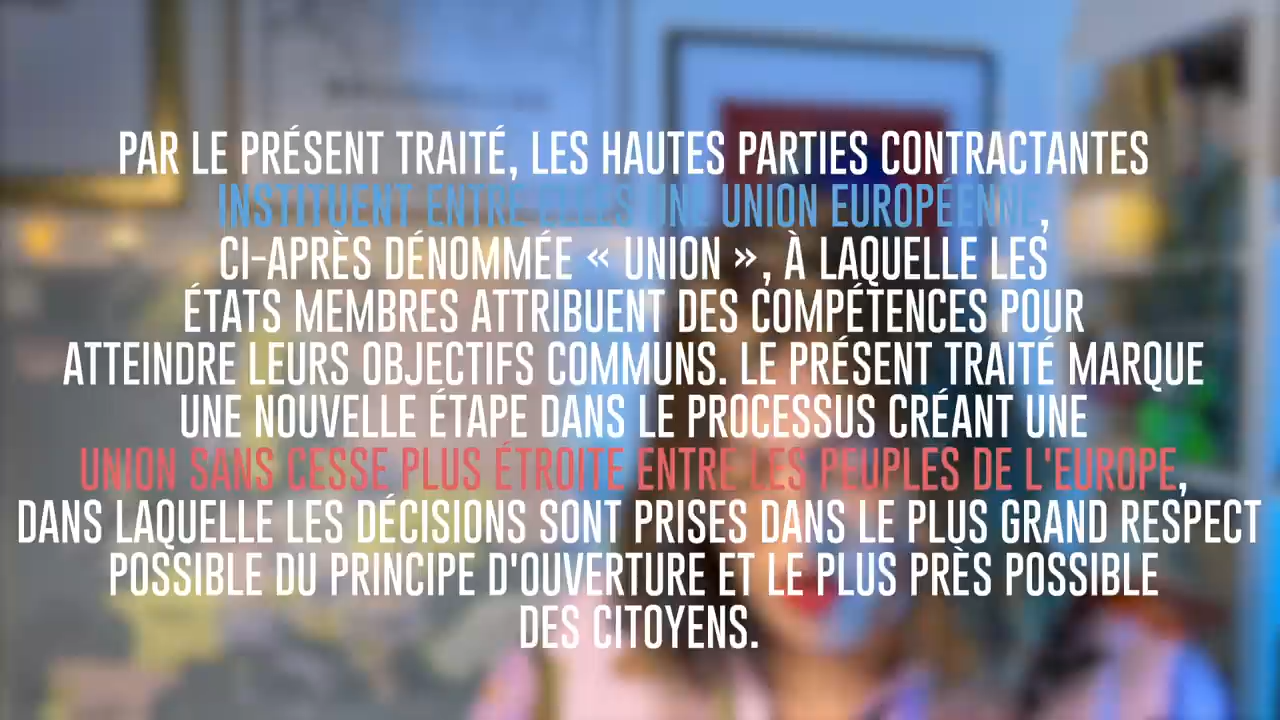 PAR LE PRÉSENT TRAITÉ, LES HAUTES PARTIES CONTRACTANTES
INSTITUENT ENTRE ELLES UNE UNION EUROPÉENNE,
CI-APRÈS DÉNOMMÉE « UNION », À LAQUELLE LES
ÉTATS MEMBRES ATTRIBUENT DES COMPÉTENCES POUR
ATTEINDRE LEURS OBJECTIFS COMMUNS. LE PRÉSENT TRAITÉ MARQUE
UNE NOUVELLE ÉTAPE DANS LE PROCESSUS CRÉANT UNE
UNION SANS CESSE PLUS ÉTROITE ENTRE LES PEUPLES DE L'EUROPE,
DANS LAQUELLE LES DÉCISIONS SONT PRISES DANS LE PLUS GRAND RESPECT
POSSIBLE DU PRINCIPE D'OUVERTURE ET LE PLUS PRÈS POSSIBLE
DES CITOYENS.